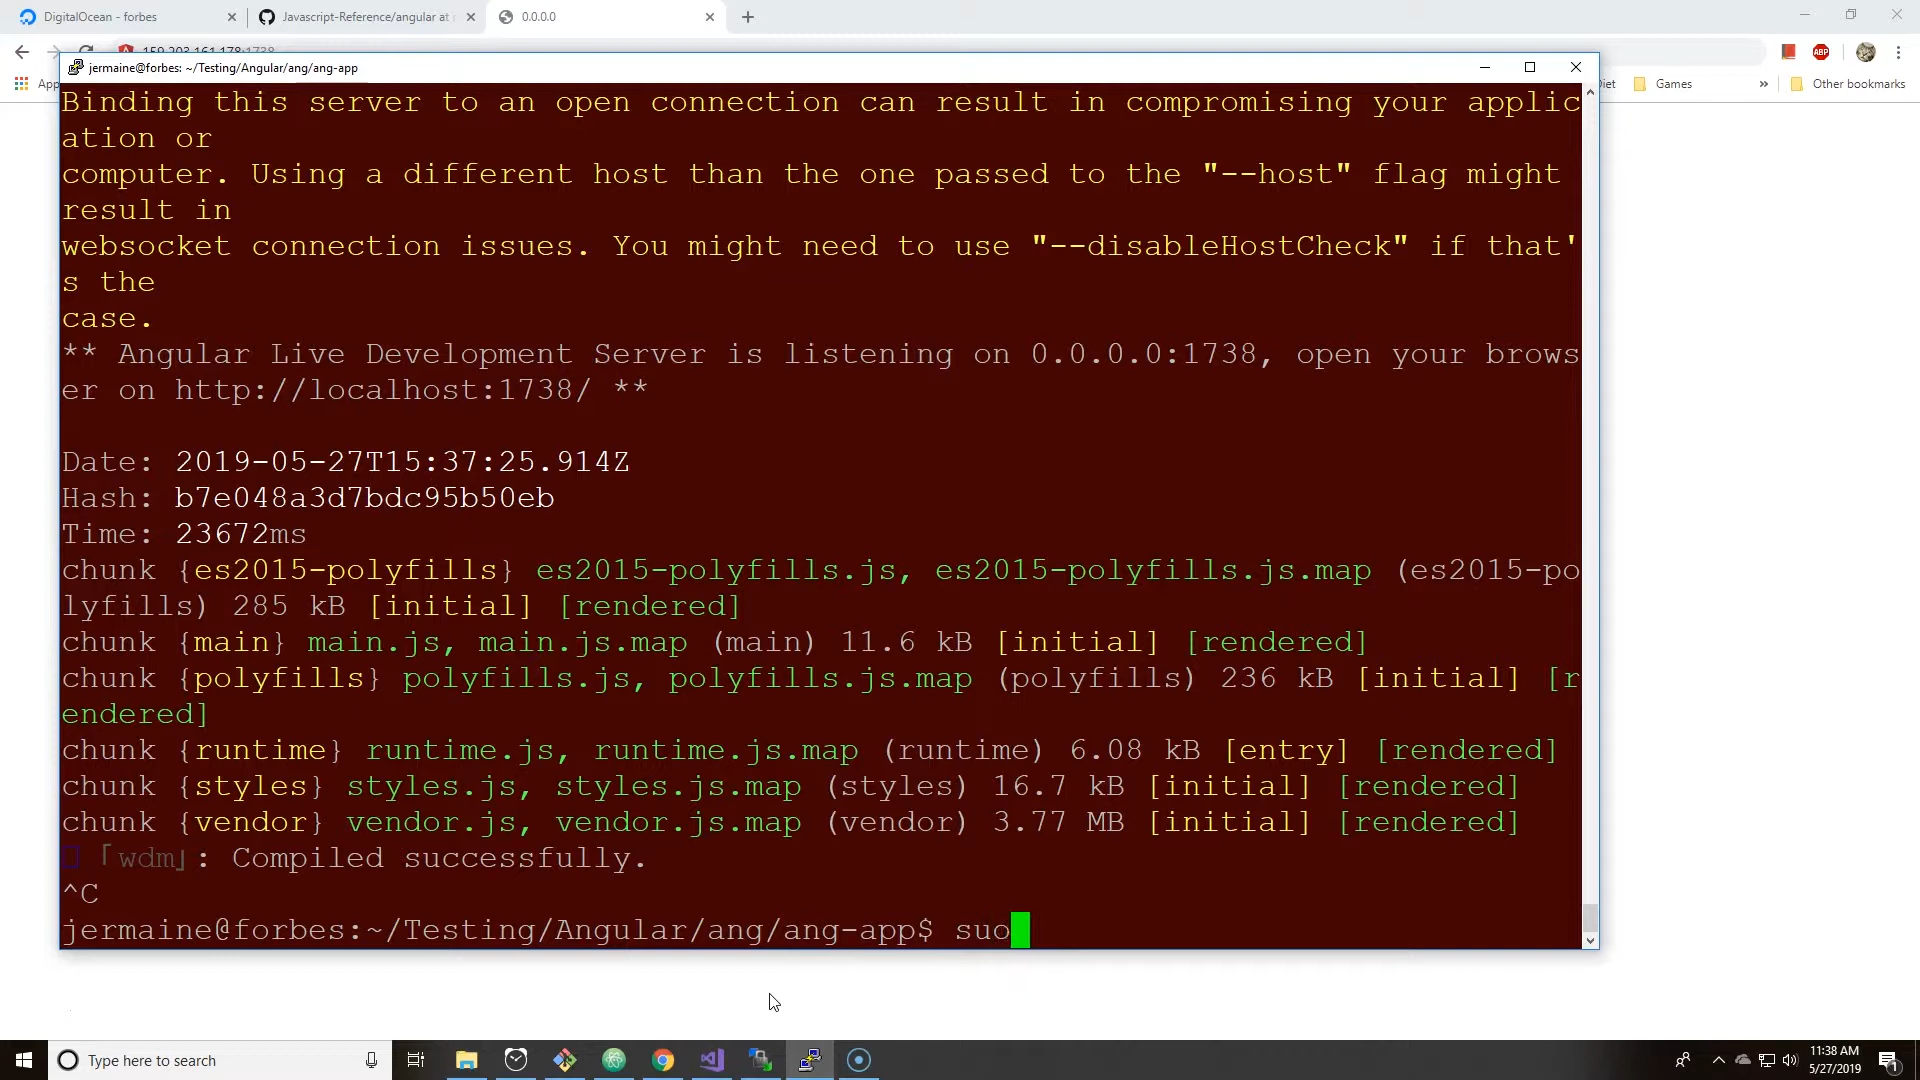 DigitalOcean - forbes
Javascript-Reference/angular at
0.0.0.0
159.203.161.178:1738
jermaine@forbes: ~/Testing/Angular/ang/ang-app
App
Diet
Games
»
Other bookmarks
ABP
Binding this server to an open connection can result in compromising your applic
ation or
computer. Using a different host than the one passed to the "--host" flag might
result in
websocket connection issues. You might need to use "--disableHostCheck" if that'
s the
case.
** Angular Live Development Server is listening on 0.0.0.0:1738, open your brows
er on http://localhost:1738/ **
Date: 2019-05-27T15:37:25.914Z
Hash: b7e048a3d7bdc95b50eb
Time: 23672ms
chunk {es2015-polyfills} es2015-polyfills.js, es2015-polyfills.js.map (es2015-po
lyfills) 285 kB [initial] [rendered]
chunk {main} main.js, main.js.map (main) 11.6 kB [initial] [rendered]
chunk {polyfills} polyfills.js, polyfills.js.map (polyfills) 236 kB [initial] [r
endered]
chunk {runtime} runtime.js, runtime.js.map (runtime) 6.08 kB [entry] [rendered]
chunk {styles} styles.js, styles.js.map (styles) 16.7 kB [initial] [rendered]
chunk {vendor} vendor.js, vendor.js.map (vendor) 3.77 MB [initial] [rendered]
｢wdm｣: Compiled successfully.
^C
jermaine@forbes:~/Testing/Angular/ang/ang-app$ suo
Type here to search
11:38 AM
5/27/2019
1